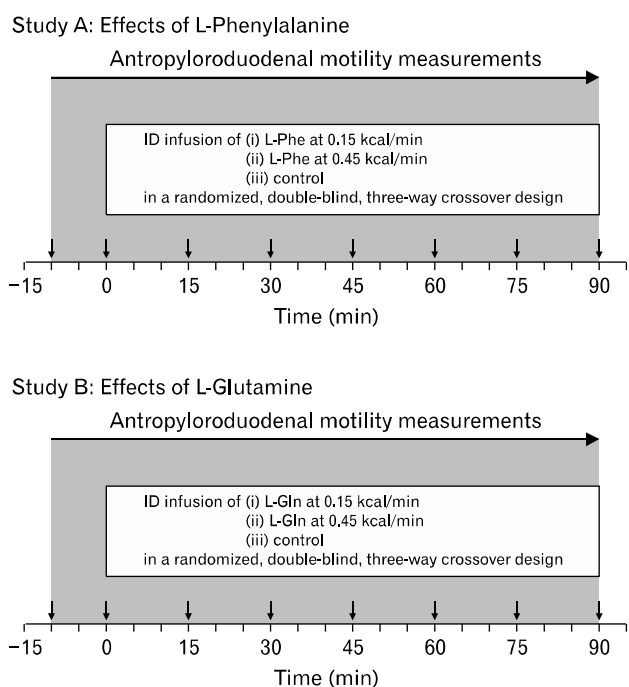 Study A: Effects of L-Phenylalanine
Antropyloroduodenal motility measurements
ID infusion of (i) L-Phe at 0.15 kcal/min
(ii) L-Phe at 0.45 kcal/min
(iii) control
in a randomized, double-blind, three-way crossover design
−15 0 15 30 45 60 75 90
Time (min)
Study B: Effects of L-Glutamine
Antropyloroduodenal motility measurements
ID infusion of (i) L-Gln at 0.15 kcal/min
(ii) L-Gln at 0.45 kcal/min
(iii) control
in a randomized, double-blind, three-way crossover design
−15 0 15 30 45 60 75 90
Time (min)